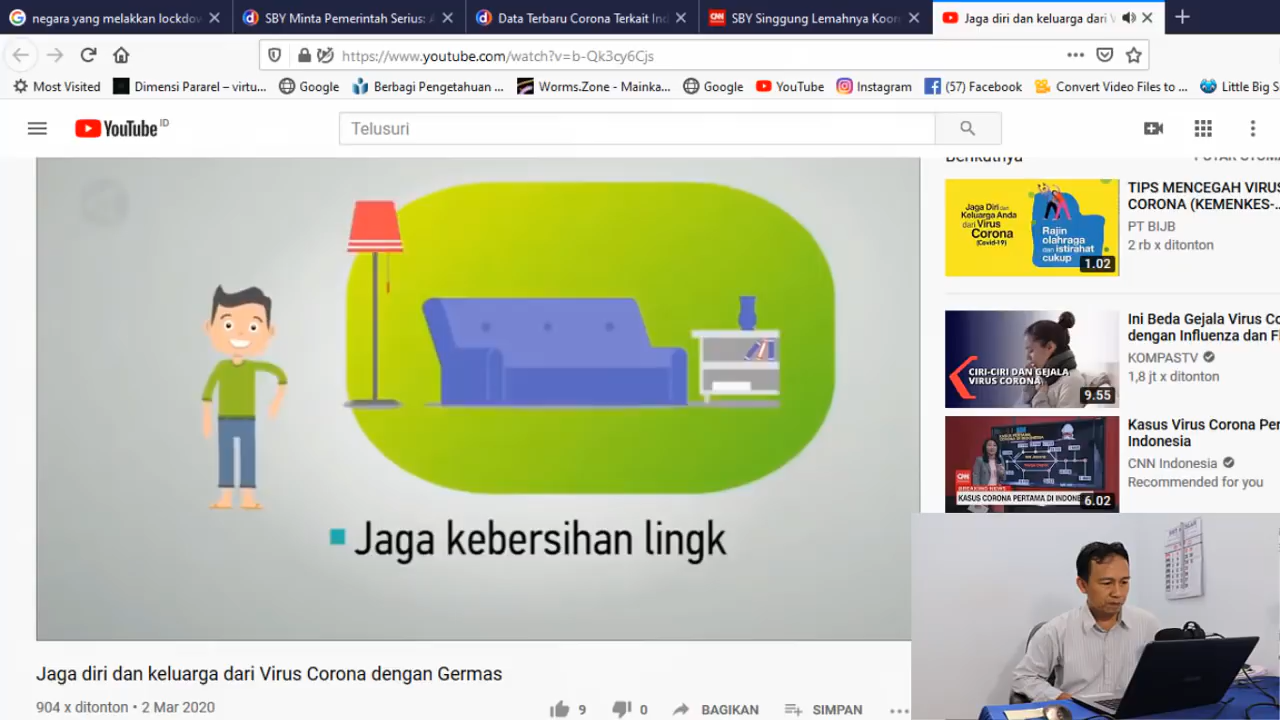 negara yang melakkan lockdow
SBY Minta Pemerintah Serius: A
Data Terbaru Corona Terkait Ind
SBY Singgung Lemahnya Koor
Jaga diri dan keluarga dari V
https://www.youtube.com/watch?v=b-Qk3cy6Cjs
Most Visited
Dimensi Pararel – virtu...
Google
Berbagi Pengetahuan ...
Worms.Zone - Mainka...
Google
YouTube
Instagram
(57) Facebook
Convert Video Files to ...
Little Big S
YouTube ID
Telusuri
Berikutnya
Jaga kebersihan lingk
Jaga diri dan keluarga dari Virus Corona dengan Germas
904 x ditonton • 2 Mar 2020
9
0
BAGIKAN
SIMPAN
Jaga Diri dan
Keluarga Anda
dari Virus
Corona
(Covid-19)
Rajin
olahraga
dan istirahat
cukup
1.02
TIPS MENCEGAH VIRUS
CORONA (KEMENKES-...
PT BIJB
2 rb x ditonton
CIRI-CIRI DAN GEJALA
VIRUS CORONA
9.55
Ini Beda Gejala Virus Co
dengan Influenza dan F
KOMPASTV
1,8 jt x ditonton
CNN
BREAKING NEWS
KASUS CORONA PERTAMA DI INDONE
6.02
Kasus Virus Corona Per
Indonesia
CNN Indonesia
Recommended for you